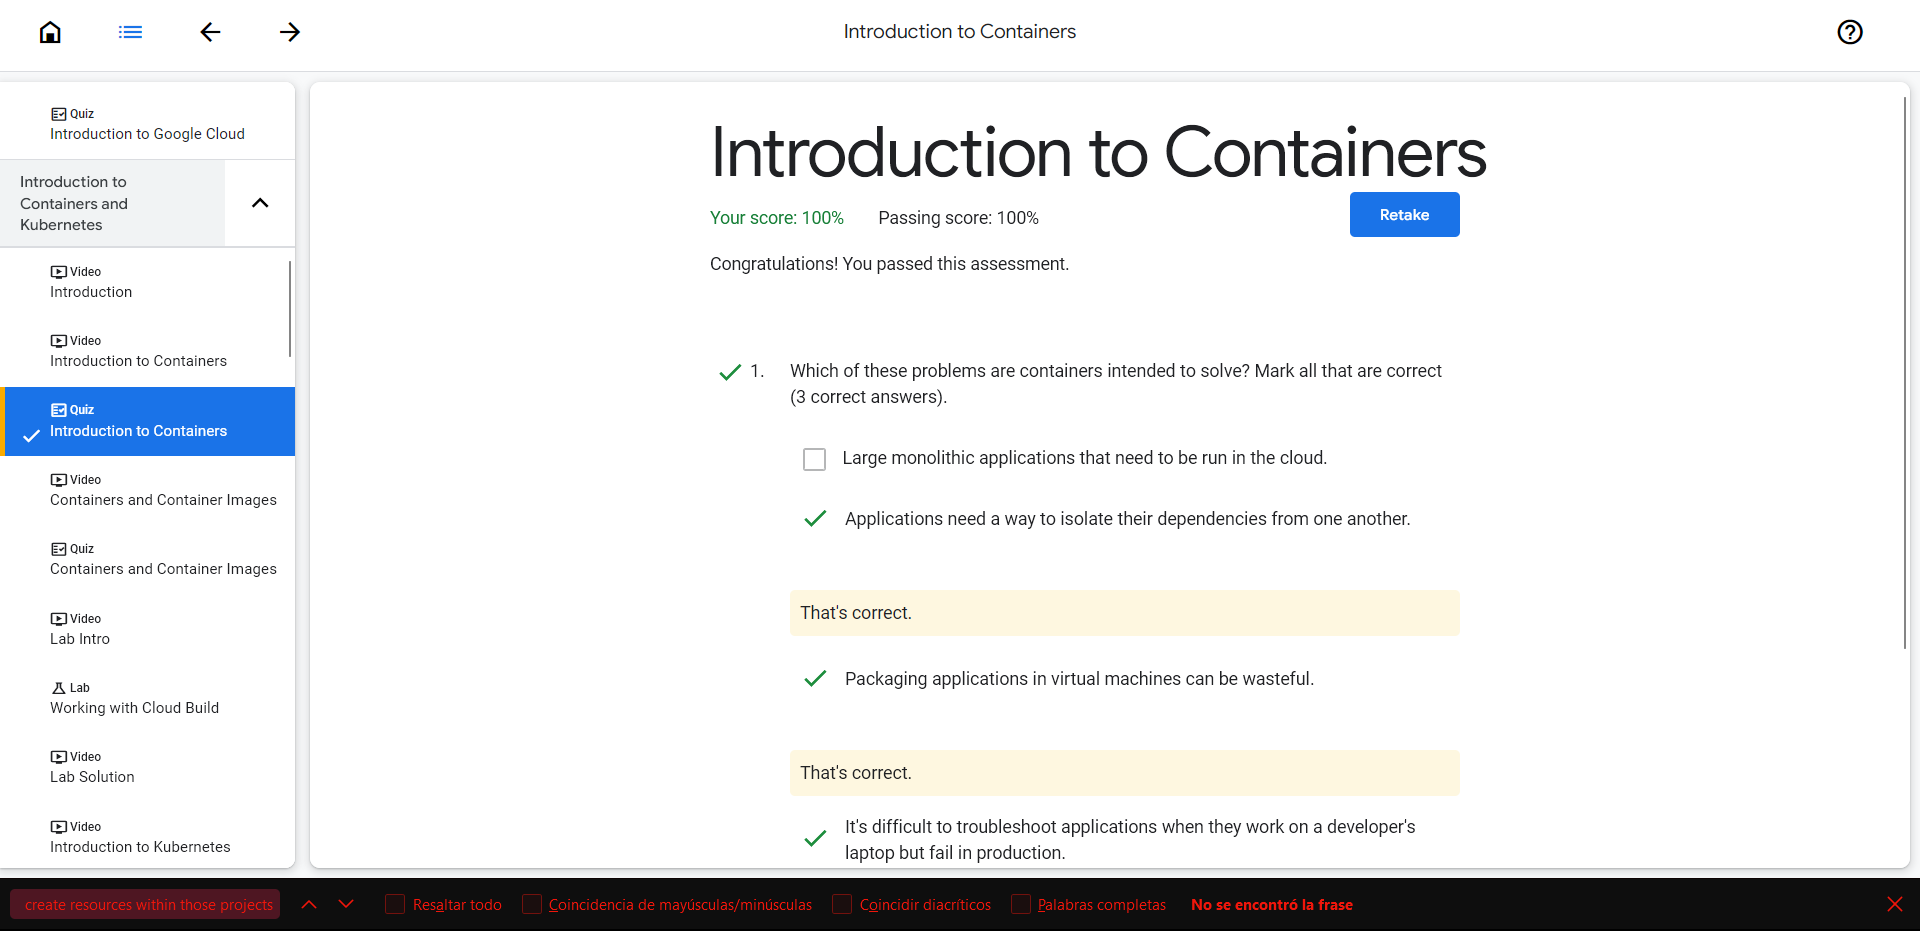 Introduction to Containers
Quiz
Introduction to Google Cloud
Introduction to
Containers and
Kubernetes
Video
Introduction
Video
Introduction to Containers
Quiz
Introduction to Containers
Video
Containers and Container Images
Quiz
Containers and Container Images
Video
Lab Intro
Lab
Working with Cloud Build
Video
Lab Solution
Video
Introduction to Kubernetes
Introduction to Containers
Your score: 100% Passing score: 100%
Retake
Congratulations! You passed this assessment.
1. Which of these problems are containers intended to solve? Mark all that are correct
(3 correct answers).
Large monolithic applications that need to be run in the cloud.
Applications need a way to isolate their dependencies from one another.
That's correct.
Packaging applications in virtual machines can be wasteful.
That's correct.
It's difficult to troubleshoot applications when they work on a developer's
laptop but fail in production.
create resources within those projects Resaltar todo Coincidencia de mayúsculas/minúsculas Coincidir diacríticos Palabras completas No se encontró la frase